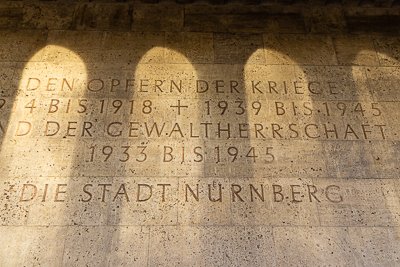 DEN OPFERN DER KRIEGE
4 BIS 1918 + 1939 BIS 1945
D DER GEWALTHERRSCHAFT
1933 BIS 1945
DIE STADT NÜRNBERG